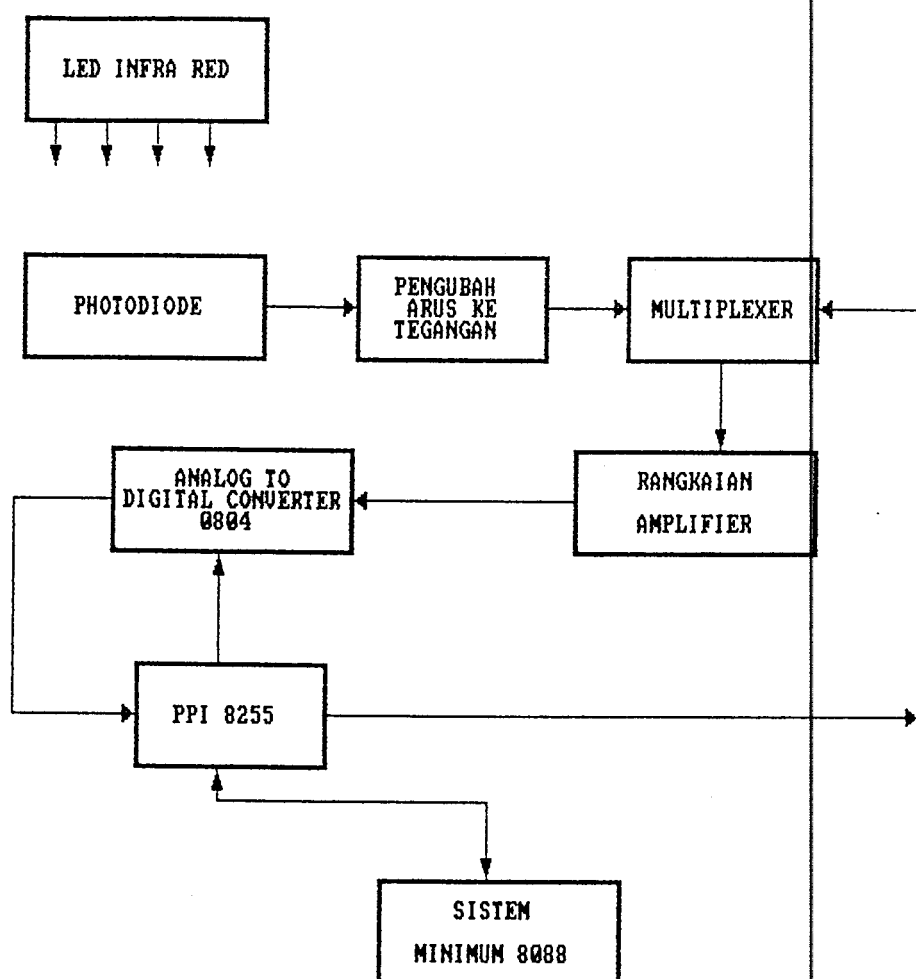 LED INFRA RED
PHOTODIODE
PENGUBAH
ARUS KE
TEGANGAN
MULTIPLEXER
ANALOG TO
DIGITAL CONVERTER
0804
RANGKAIAN
AMPLIFIER
PPI 8255
SISTEM
MINIMUM 8088